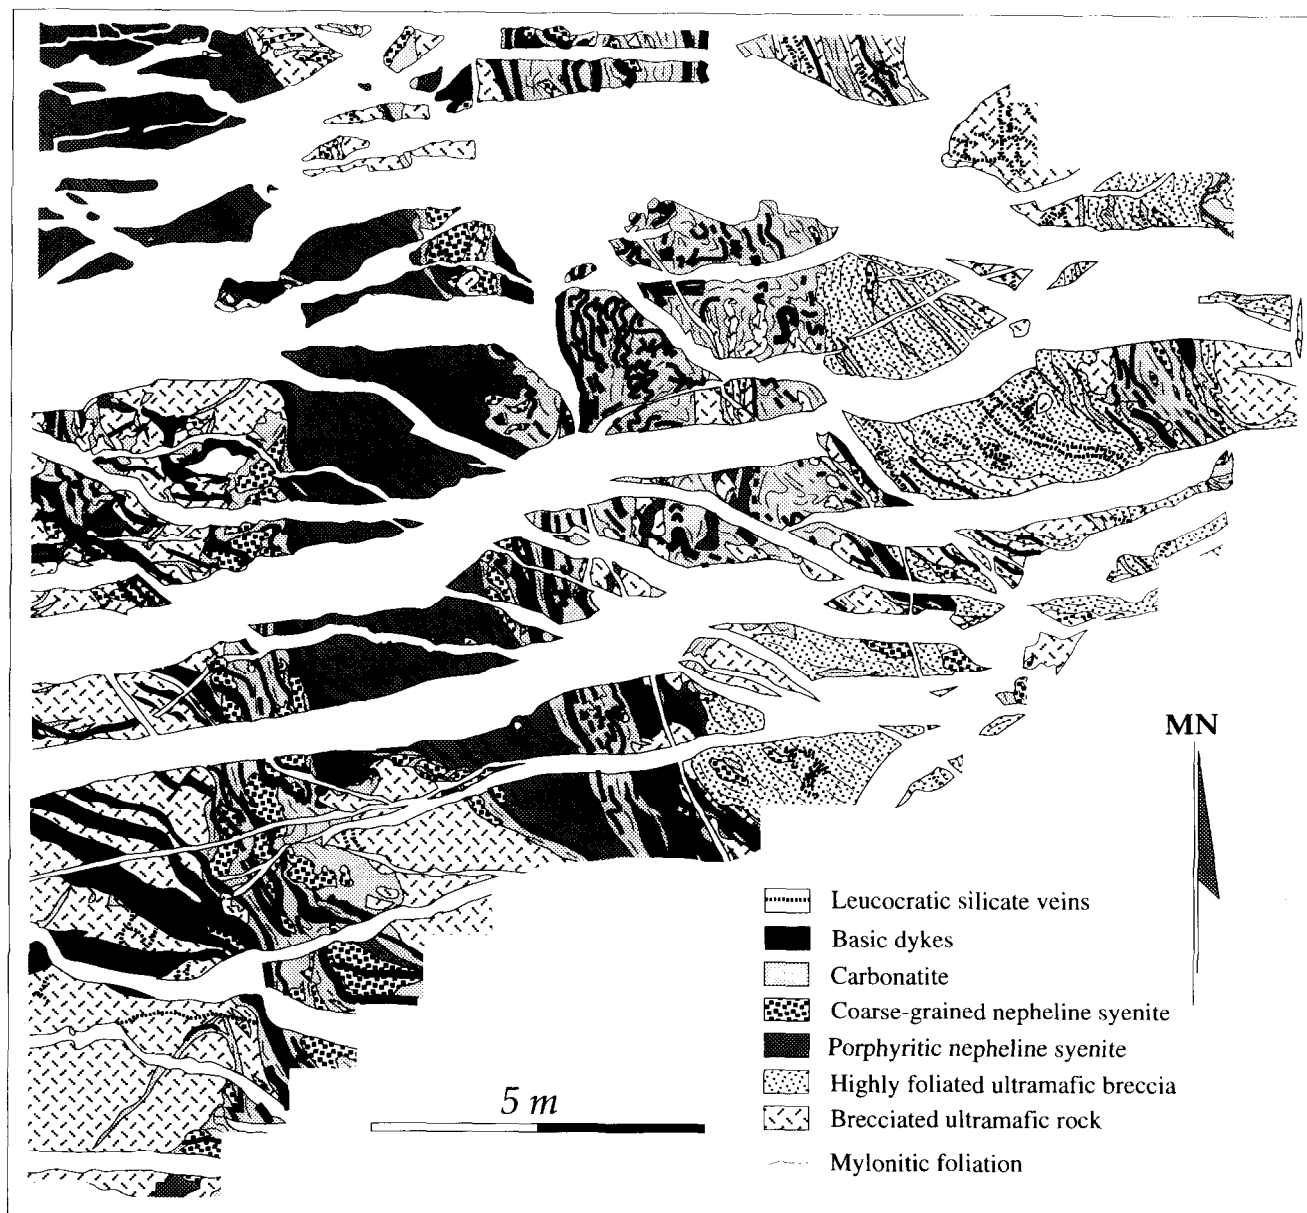 MN
Leucocratic silicate veins
Basic dykes
Carbonatite
Coarse-grained nepheline syenite
Porphyritic nepheline syenite
Highly foliated ultramafic breccia
Brecciated ultramafic rock
Mylonitic foliation
5 m